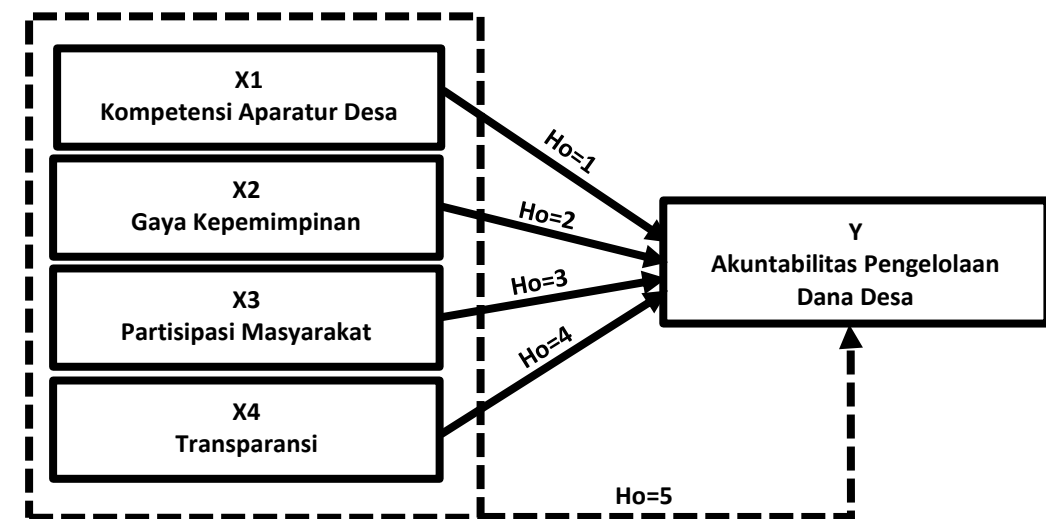 X1
Kompetensi Aparatur Desa
Ho=1
X2
Gaya Kepemimpinan
Ho=2
X3
Partisipasi Masyarakat
Ho=3
X4
Transparansi
Ho=4
Y
Akuntabilitas Pengelolaan
Dana Desa
Ho=5